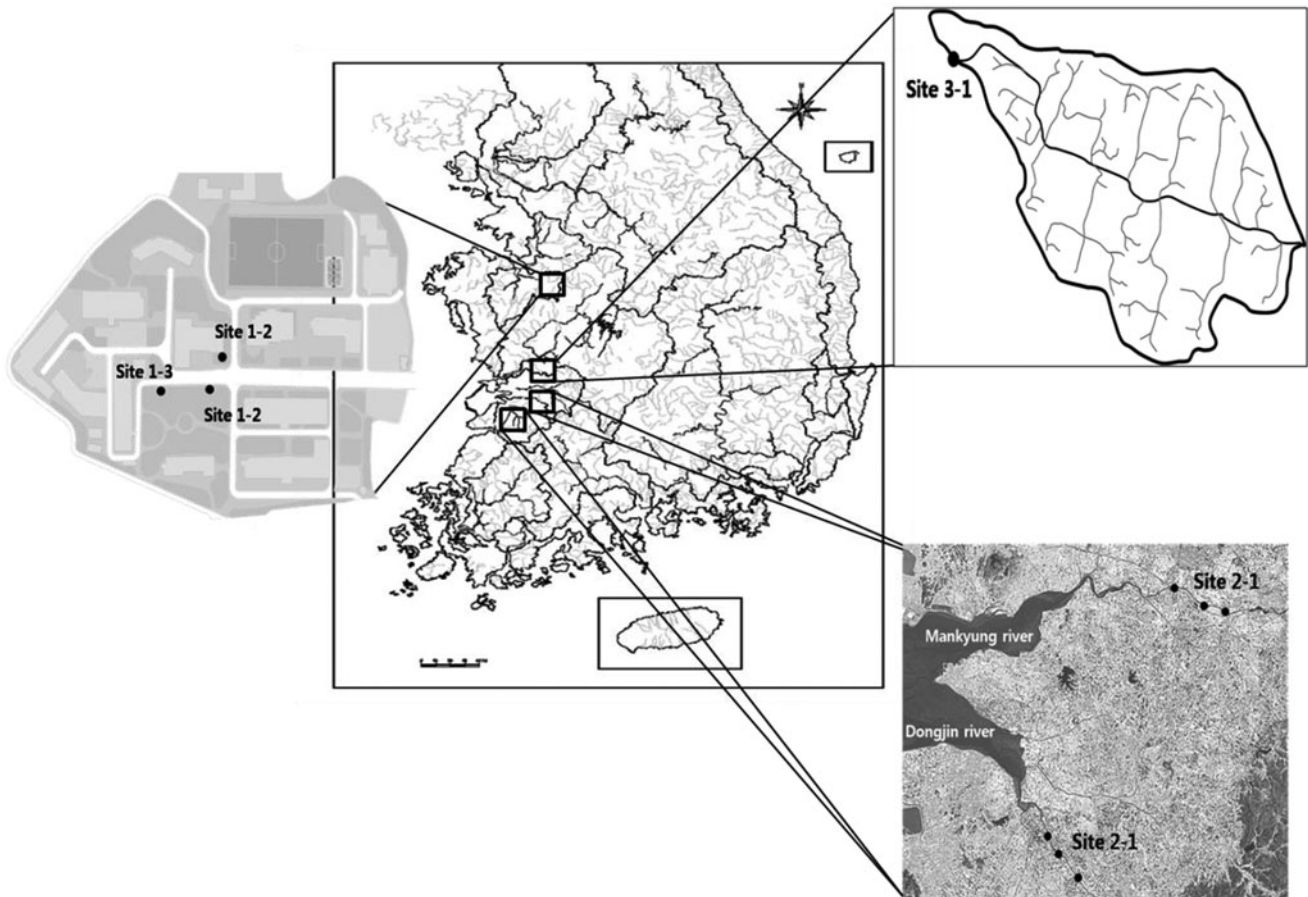 Site 3-1
Site 1-2
Site 1-3
Site 1-2
Site 2-1
Mankyung river
Dongjin river
Site 2-1